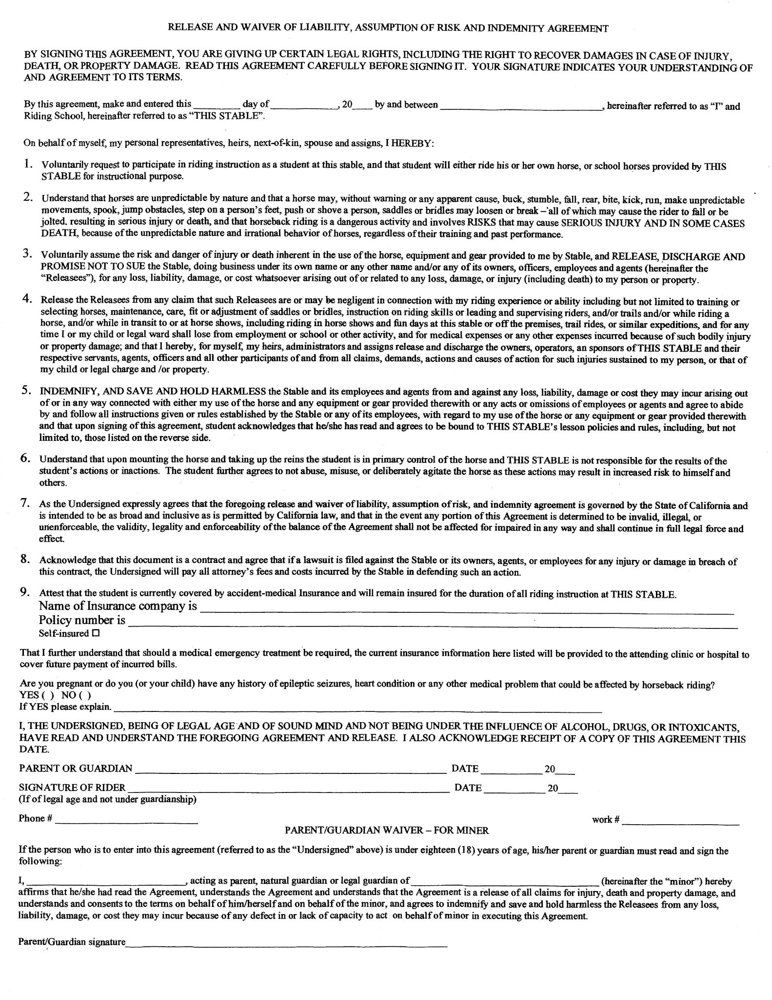 RELEASE AND WAIVER OF LIABILITY, ASSUMPTION OF RISK AND INDEMNITY AGREEMENT
BY SIGNING THIS AGREEMENT, YOU ARE GIVING UP CERTAIN LEGAL RIGHTS, INCLUDING THE RIGHT TO RECOVER DAMAGES IN CASE OF INJURY,
DEATH, OR PROPERTY DAMAGE. READ THIS AGREEMENT CAREFULLY BEFORE SIGNING IT. YOUR SIGNATURE INDICATES YOUR UNDERSTANDING OF
AND AGREEMENT TO ITS TERMS.
By this agreement, make and entered this _________ day of _____________, 20____ by and between ________________________________, hereinafter referred to as “I” and
Riding School, hereinafter referred to as “THIS STABLE”.
On behalf of myself, my personal representatives, heirs, next-of-kin, spouse and assigns, I HEREBY:
1. Voluntarily request to participate in riding instruction as a student at this stable, and that student will either ride his or her own horse, or school horses provided by THIS
STABLE for instructional purpose.
2. Understand that horses are unpredictable by nature and that a horse may, without warning or any apparent cause, buck, stumble, fall, rear, bite, kick, run, make unpredictable
movements, spook, jump obstacles, step on a person’s feet, push or shove a person, saddles or bridles may loosen or break – all of which may cause the rider to fall or be
jolted. resulting in serious injury or death, and that horseback riding is a dangerous activity and involves RISKS that may cause SERIOUS INJURY AND IN SOME CASES
DEATH, because of the unpredictable nature and irrational behavior of horses, regardless of their training and past performance.
3. Voluntarily assume the risk and danger of injury or death inherent in the use of the horse, equipment and gear provided to me by Stable, and RELEASE, DISCHARGE AND
PROMISE NOT TO SUE the Stable, doing business under its own name or any other name and/or any of its owners, officers, employees and agents (hereinafter the
“Releasees”), for any loss, liability, damage, or cost whatsoever arising out of or related to any loss, damage, or injury (including death) to my person or property.
4. Release the Releasees from any claim that such Releasees are or may be negligent in connection with my riding experience or ability including but not limited to training or
selecting horses, maintenance, care, fit or adjustment of saddles or bridles, instruction on riding skills or leading and supervising riders, and/or trails and/or while riding a
horse, and/or while in transit to or at horse shows, including riding in horse shows and fun days at this stable or off the premises, trail rides, or similar expeditions, and for any
time I or my child or legal ward shall lose from employment or school or other activity, and for medical expenses or any other expenses incurred because of such bodily injury
or property damage; and that I hereby, for myself, my heirs, administrators and assigns release and discharge the owners, operators, an sponsors of THIS STABLE and their
respective servants, agents, officers and all other participants of and from all claims, demands, actions and causes of action for such injuries sustained to my person, or that of
my child or legal charge and /or property.
5. INDEMNIFY, AND SAVE AND HOLD HARMLESS the Stable and its employees and agents from and against any loss, liability, damage or cost they may incur arising out
of or in any way connected with either my use of the horse and any equipment or gear provided therewith or any acts or omissions of employees or agents and agree to abide
by and follow all instructions given or rules established by the Stable or any of its employees, with regard to my use of the horse or any equipment or gear provided therewith
and that upon signing of this agreement, student acknowledges that he/she has read and agrees to be bound to THIS STABLE’s lesson policies and rules, including, but not
limited to, those listed on the reverse side.
6. Understand that upon mounting the horse and taking up the reins the student is in primary control of the horse and THIS STABLE is not responsible for the results of the
student’s actions or inactions. The student further agrees to not abuse, misuse, or deliberately agitate the horse as these actions may result in increased risk to himself and
others.
7. As the Undersigned expressly agrees that the foregoing release and waiver of liability, assumption of risk, and indemnity agreement is governed by the State of California and
is intended to be as broad and inclusive as is permitted by California law, and that in the event any portion of this Agreement is determined to be invalid, illegal, or
unenforceable, the validity, legality and enforceability of the balance of the Agreement shall not be affected for impaired in any way and shall continue in full legal force and
effect.
8. Acknowledge that this document is a contract and agree that if a lawsuit is filed against the Stable or its owners, agents, or employees for any injury or damage in breach of
this contract, the Undersigned will pay all attorney’s fees and costs incurred by the Stable in defending such an action.
9. Attest that the student is currently covered by accident-medical Insurance and will remain insured for the duration of all riding instruction at THIS STABLE.
Name of Insurance company is ____________________
Policy number is ____________________
Self-insured ☐
That I further understand that should a medical emergency treatment be required, the current insurance information here listed will be provided to the attending clinic or hospital to
cover future payment of incurred bills.
Are you pregnant or do you (or your child) have any history of epileptic seizures, heart condition or any other medical problem that could be affected by horseback riding?
YES ( ) NO ( )
If YES please explain. ____________________
I, THE UNDERSIGNED, BEING OF LEGAL AGE AND OF SOUND MIND AND NOT BEING UNDER THE INFLUENCE OF ALCOHOL, DRUGS, OR INTOXICANTS,
HAVE READ AND UNDERSTAND THE FOREGOING AGREEMENT AND RELEASE. I ALSO ACKNOWLEDGE RECEIPT OF A COPY OF THIS AGREEMENT THIS
DATE.
PARENT OR GUARDIAN ____________________ DATE ____________ 20____
SIGNATURE OF RIDER ____________________ DATE ____________ 20____
(If of legal age and not under guardianship)
Phone # ____________________ work # ____________________
PARENT/GUARDIAN WAIVER – FOR MINER
If the person who is to enter into this agreement (referred to as the “Undersigned” above) is under eighteen (18) years of age, his/her parent or guardian must read and sign the
following:
I, ____________________, acting as parent, natural guardian or legal guardian of ____________________ (hereinafter the “minor”) hereby
affirms that he/she had read the Agreement, understands the Agreement and understands that the Agreement is a release of all claims for injury, death and property damage, and
understands and consents to the terms on behalf of him/herself and on behalf of the minor, and agrees to indemnify and save and hold harmless the Releasees from any loss,
liability, damage, or cost they may incur because of any defect in or lack of capacity to act on behalf of minor in executing this Agreement.
Parent/Guardian signature____________________